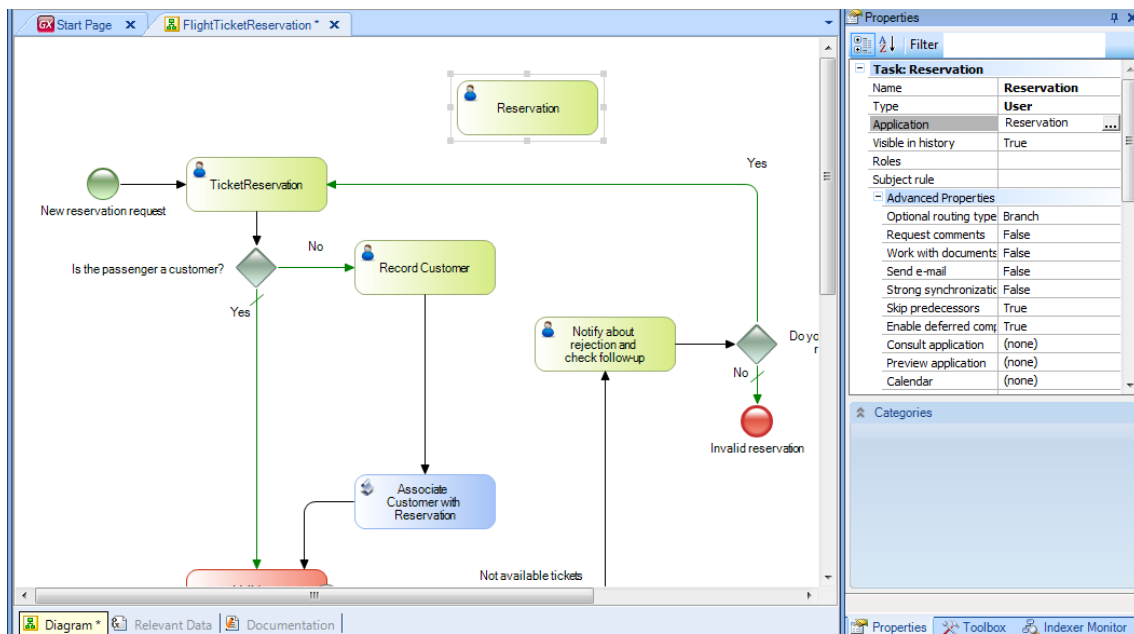 Start Page
FlightTicketReservation *
Properties
Filter
Task: Reservation
Name Reservation
Type User
Application Reservation ...
Visible in history True
Roles
Subject rule
Advanced Properties
Optional routing type Branch
Request comments False
Work with documents False
Send e-mail False
Strong synchronizatic False
Skip predecessors True
Enable deferred comp True
Consult application (none)
Preview application (none)
Calendar (none)
Categories
Reservation
Yes
TicketReservation
New reservation request
No
Is the passenger a customer?
Record Customer
Yes
Notify about
rejection and
check follow-up
No
Invalid reservation
Associate
Customer with
Reservation
Not available tickets
Diagram *
Relevant Data
Documentation
Properties
Toolbox
Indexer Monitor